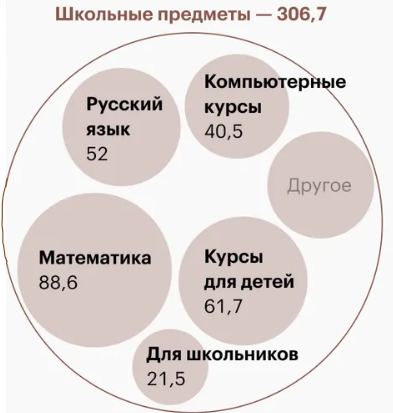 Школьные предметы — 306,7
Компьютерные
курсы
40,5
Русский
язык
52
Другое
Математика
88,6
Курсы
для детей
61,7
Для школьников
21,5